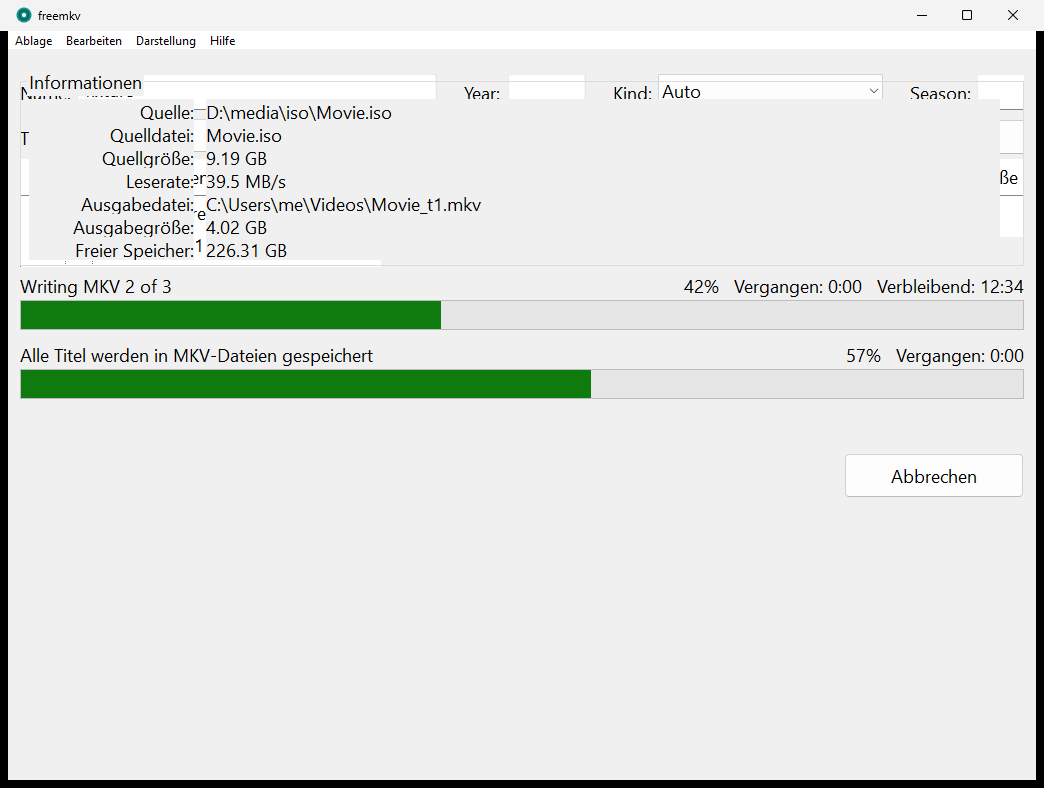 freemkv
Ablage Bearbeiten Darstellung Hilfe
Informationen
Year: Kind: Auto Season:
Quelle: D:\media\iso\Movie.iso
Quelldatei: Movie.iso
Quellgröße: 9.19 GB
Leserate: 39.5 MB/s
Ausgabedatei: C:\Users\me\Videos\Movie_t1.mkv
Ausgabegröße: 4.02 GB
Freier Speicher: 226.31 GB
Writing MKV 2 of 3 42% Vergangen: 0:00 Verbleibend: 12:34
Alle Titel werden in MKV-Dateien gespeichert 57% Vergangen: 0:00
Abbrechen